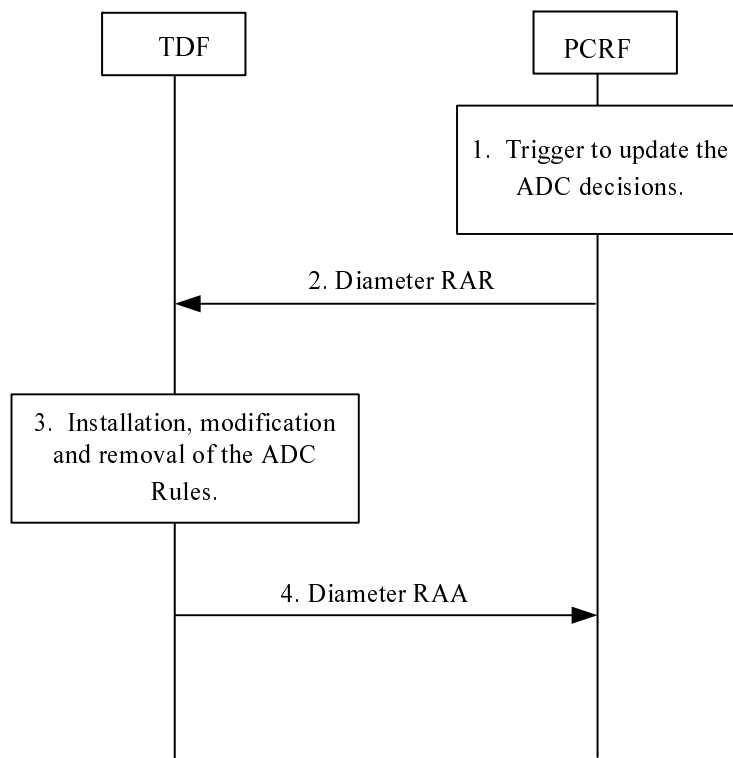 TDF
PCRF
1. Trigger to update the
ADC decisions.
2. Diameter RAR
3. Installation, modification
and removal of the ADC
Rules.
4. Diameter RAA